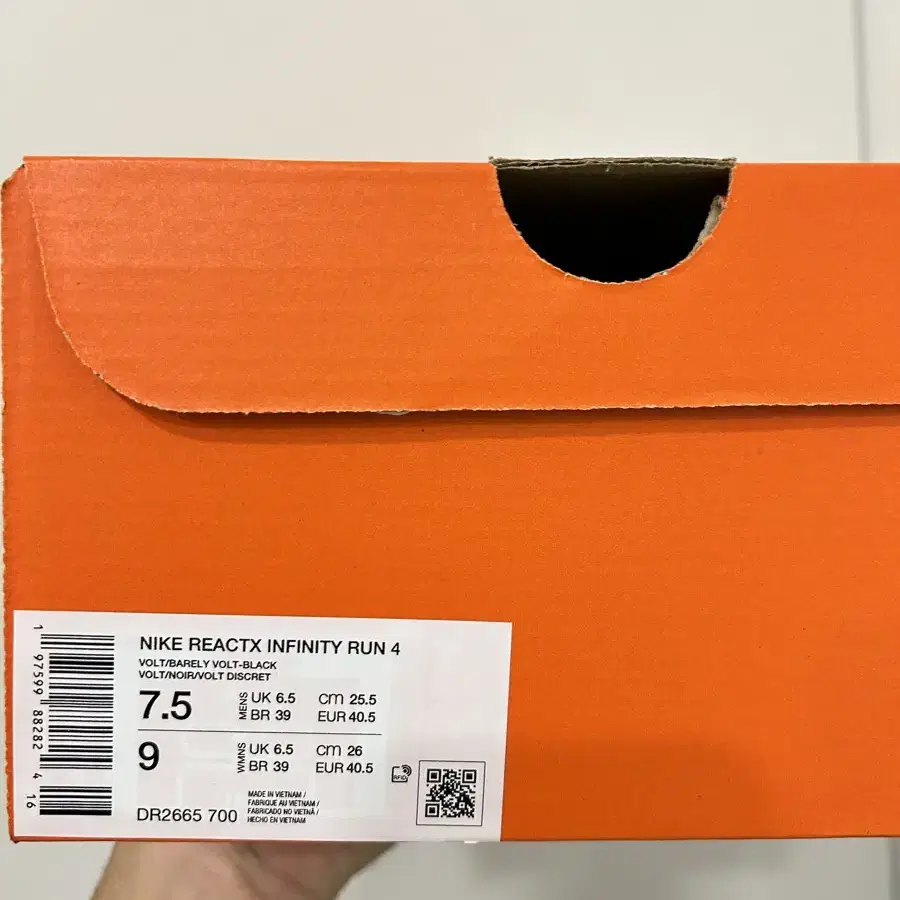 1 97599 88282 4
16
NIKE REACTX INFINITY RUN 4
VOLT/BARELY VOLT-BLACK
VOLT/NOIR/VOLT DISCRET
7.5 MENS UK 6.5 CM 25.5
BR 39 EUR 40.5
9 WMNS UK 6.5 CM 26
BR 39 EUR 40.5
RFID
DR2665 700
MADE IN VIETNAM /
FABRIQUE AU VIETNAM /
FABRICADO NO VIETNÃ /
HECHO EN VIETNAM